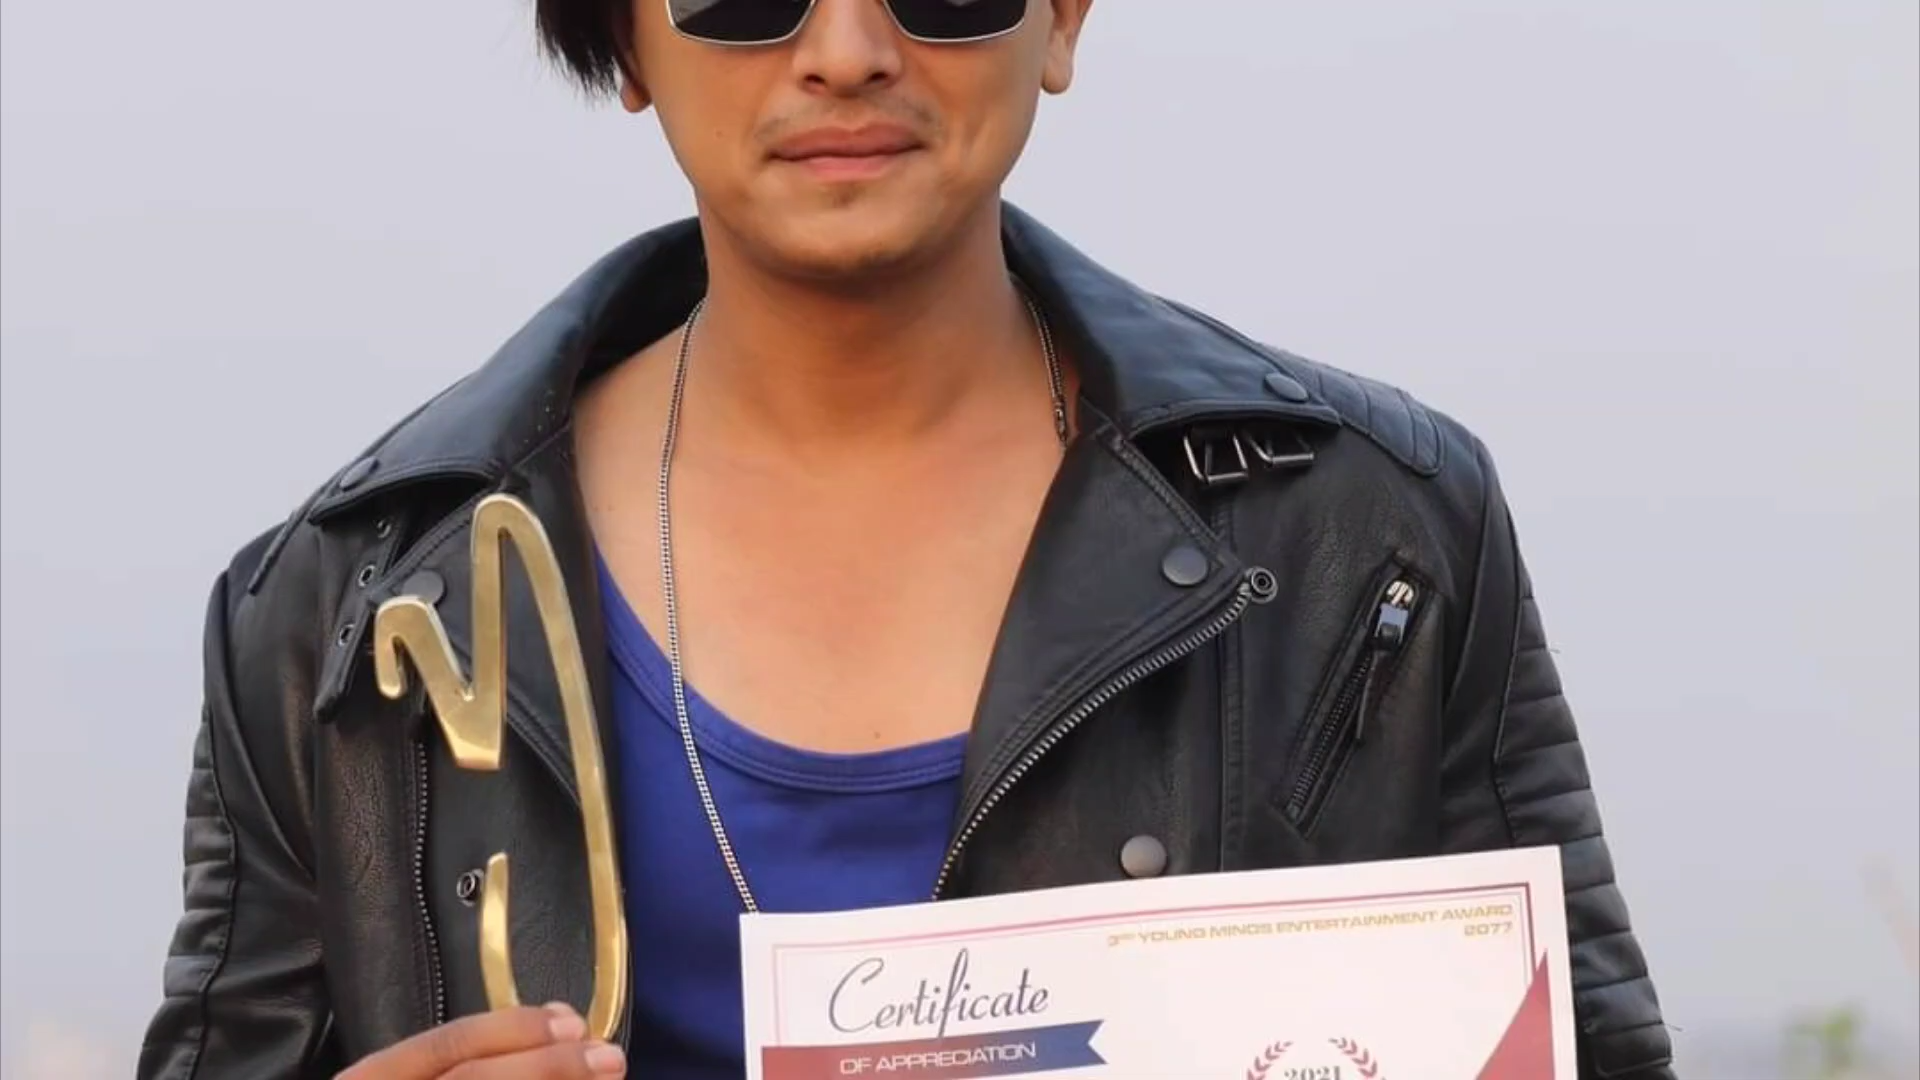 3RD YOUNG MINDS ENTERTAINMENT AWARD
2077
Certificate
OF APPRECIATION
2021